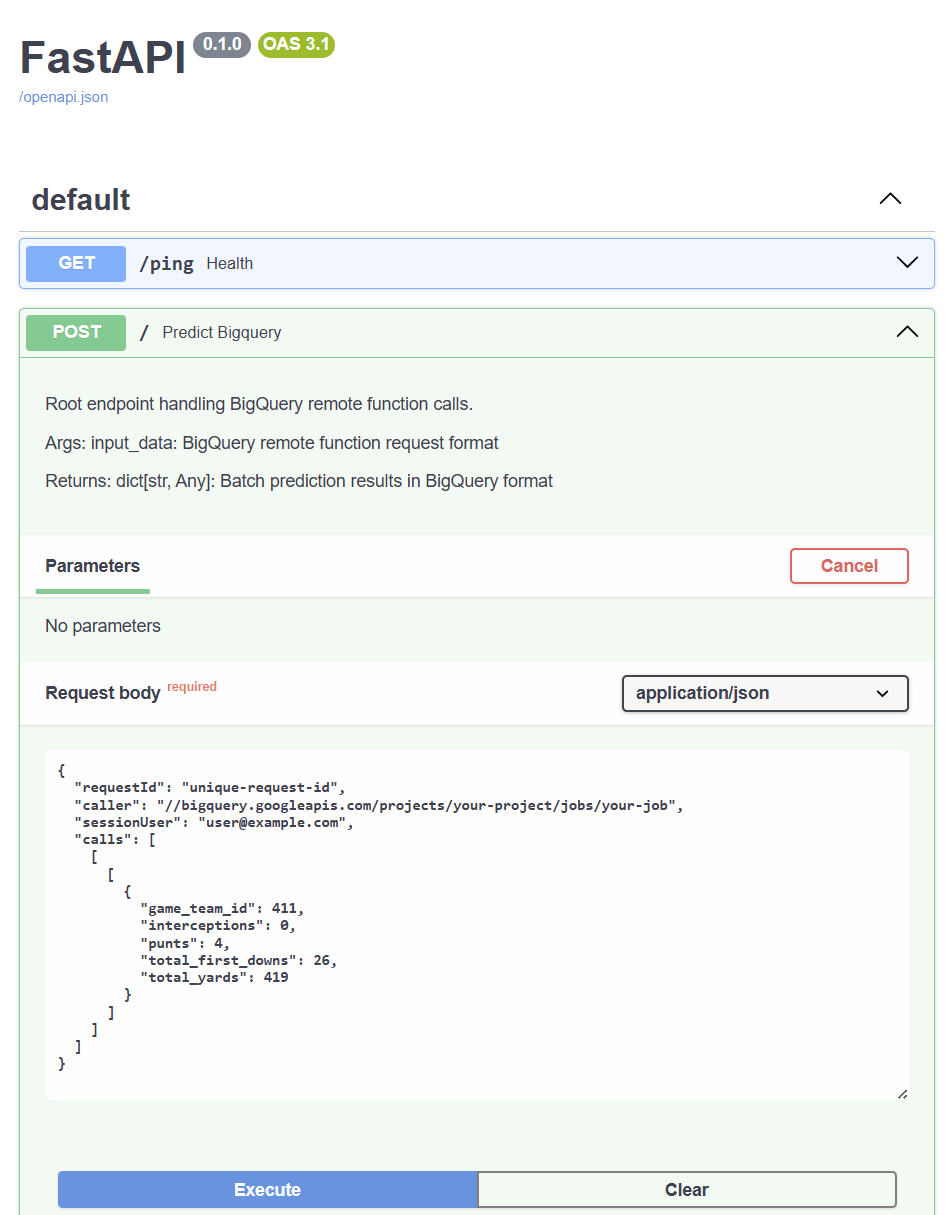 FastAPI 0.1.0 OAS 3.1
/openapi.json
default
GET /ping Health
POST / Predict Bigquery
Root endpoint handling BigQuery remote function calls.
Args: input_data: BigQuery remote function request format
Returns: dict[str, Any]: Batch prediction results in BigQuery format
Parameters Cancel
No parameters
Request body required application/json
{
  "requestId": "unique-request-id",
  "caller": "//bigquery.googleapis.com/projects/your-project/jobs/your-job",
  "sessionUser": "user@example.com",
  "calls": [
    [
      [
        {
          "game_team_id": 411,
          "interceptions": 0,
          "punts": 4,
          "total_first_downs": 26,
          "total_yards": 419
        }
      ]
    ]
  ]
}
Execute Clear